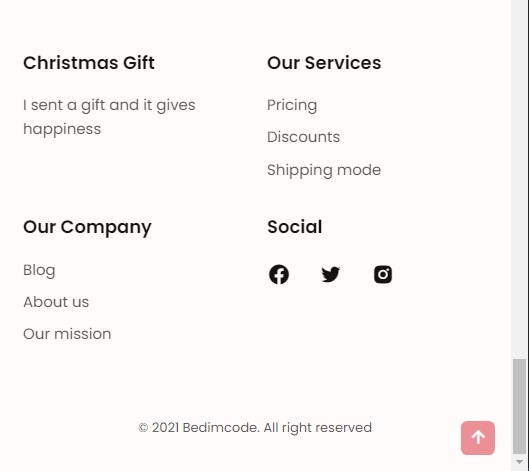 Christmas Gift
I sent a gift and it gives
happiness
Our Services
Pricing
Discounts
Shipping mode
Our Company
Blog
About us
Our mission
Social
© 2021 Bedimcode. All right reserved